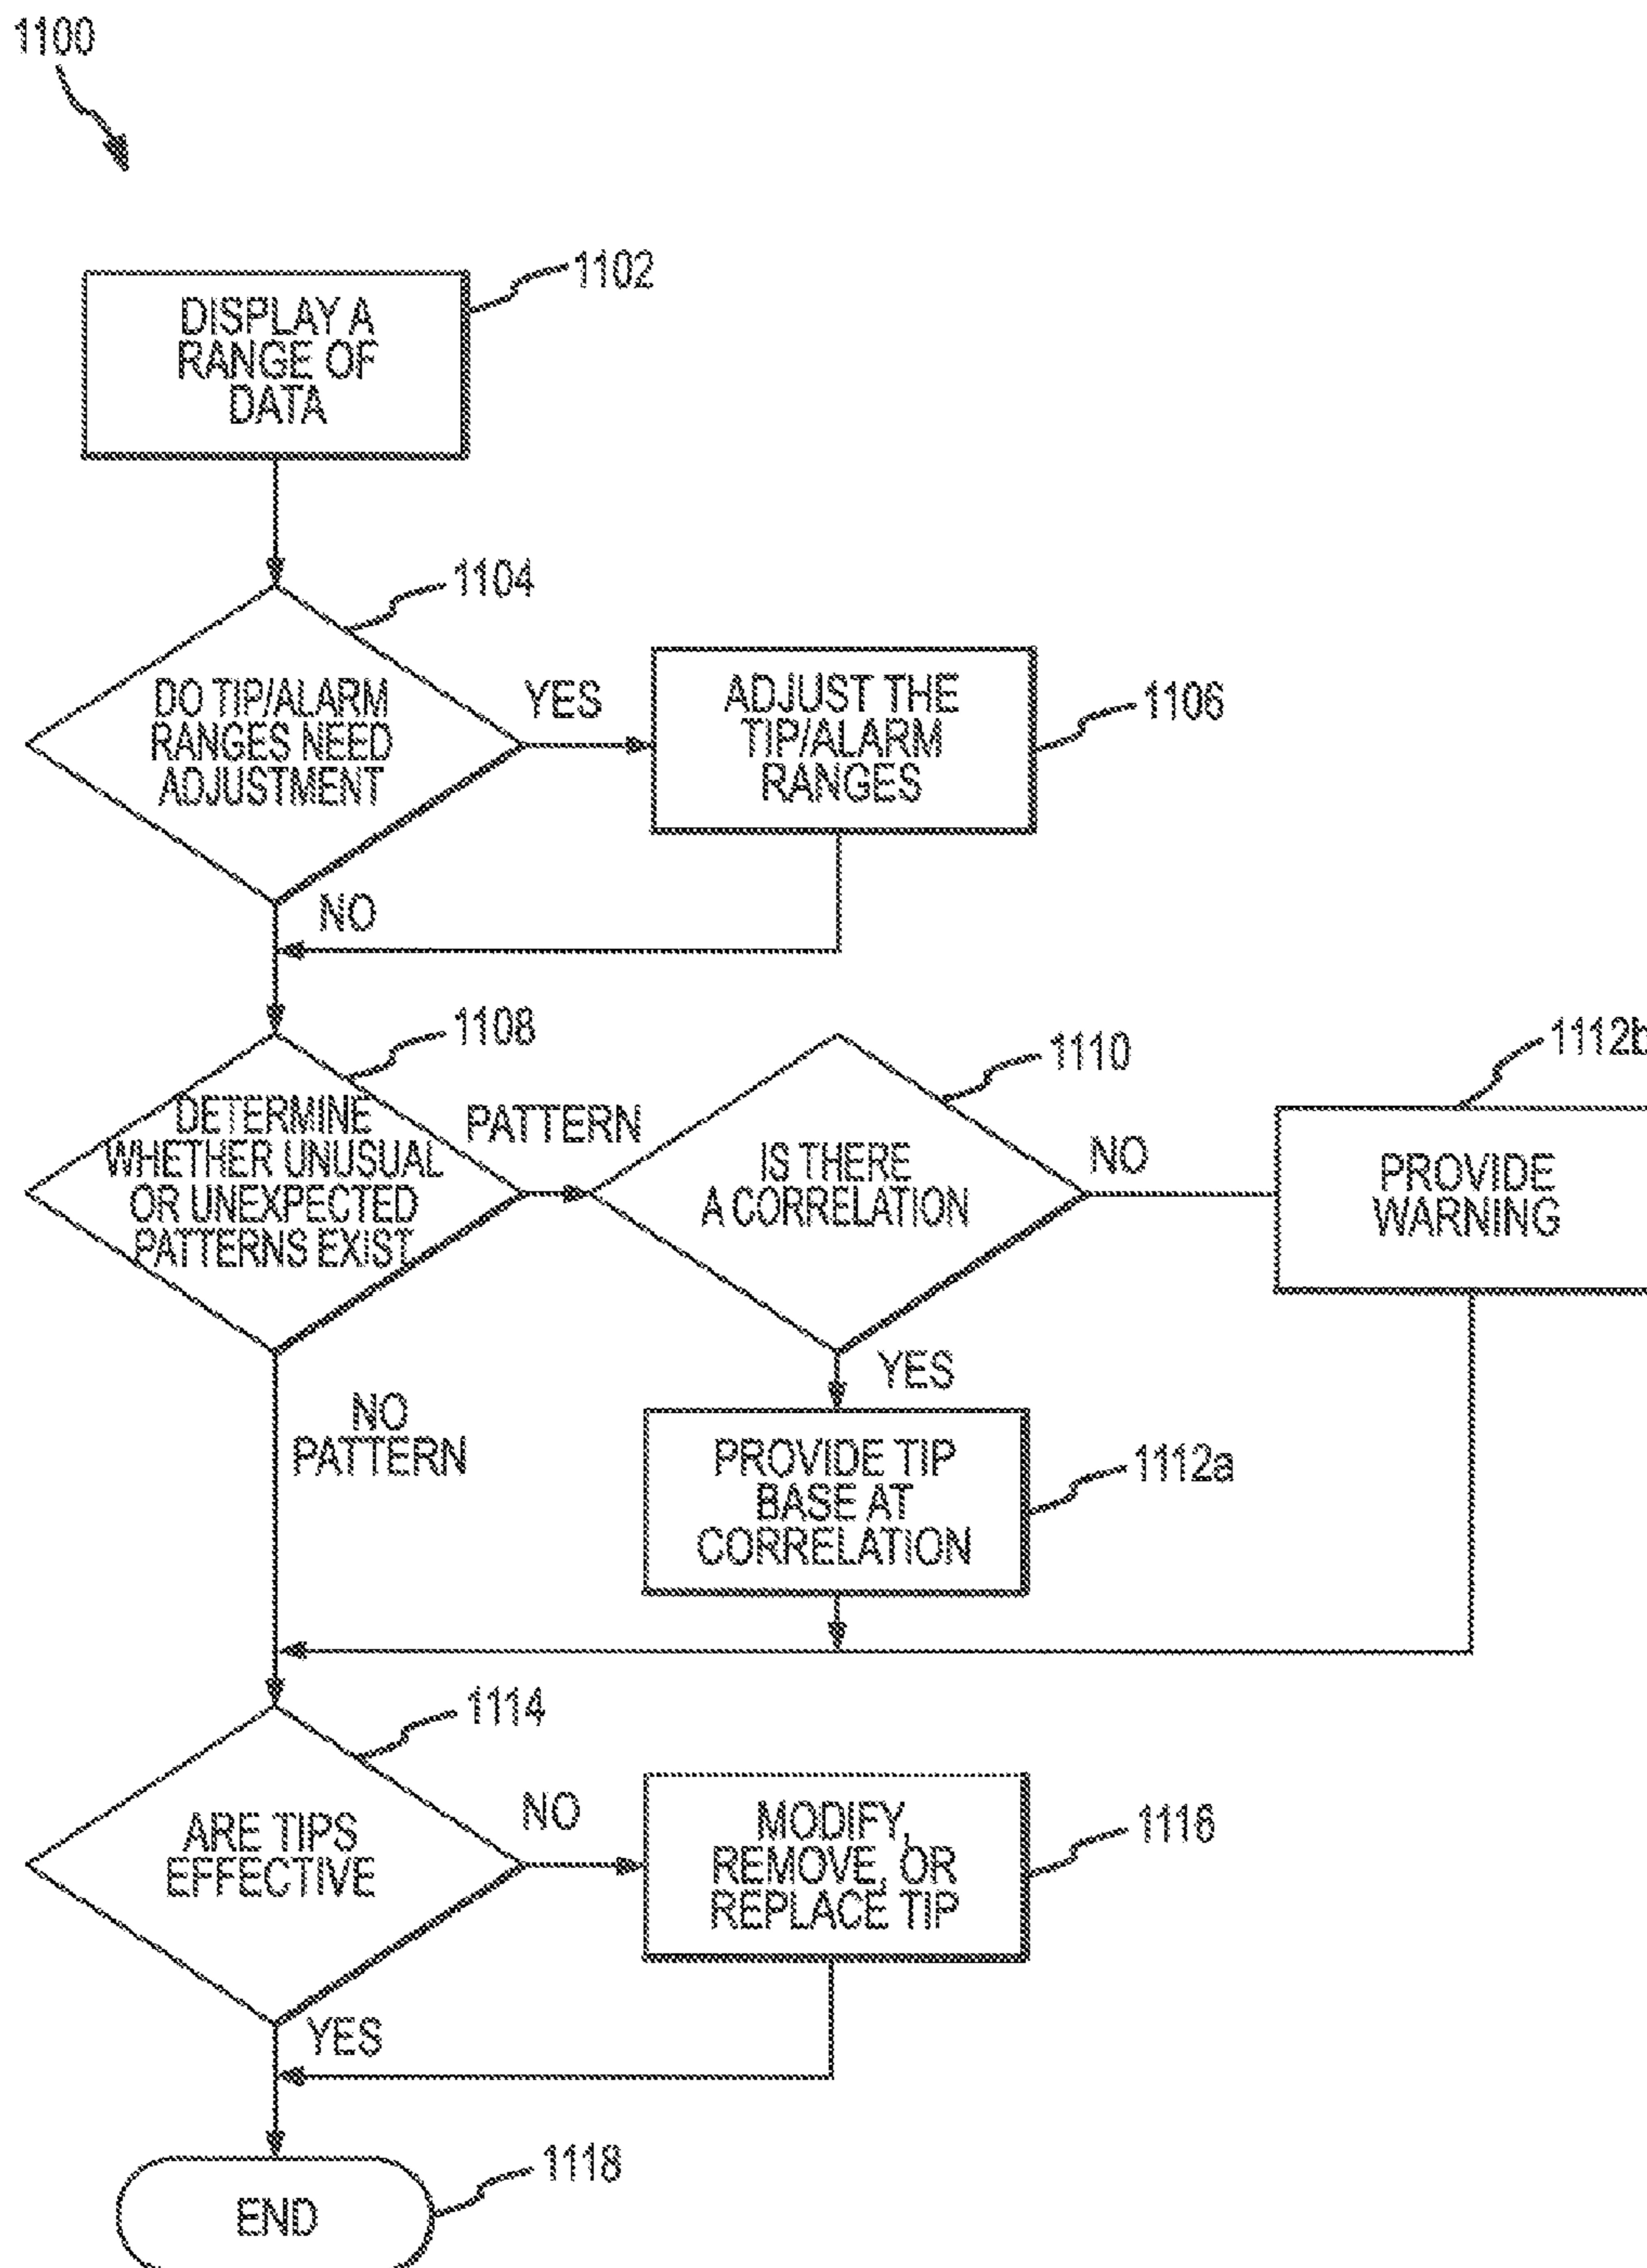 1100
1102
DISPLAY A
RANGE OF
DATA
1104
DO TIP/ALARM
RANGES NEED
ADJUSTMENT
YES
ADJUST THE
TIP/ALARM
RANGES
1106
NO
1108
DETERMINE
WHETHER UNUSUAL
OR UNEXPECTED
PATTERNS EXIST
PATTERN
1110
IS THERE
A CORRELATION
NO
1112b
PROVIDE
WARNING
YES
NO
PATTERN
PROVIDE TIP
BASE AT
CORRELATION
1112a
1114
ARE TIPS
EFFECTIVE
NO
MODIFY,
REMOVE, OR
REPLACE TIP
1116
YES
1118
END